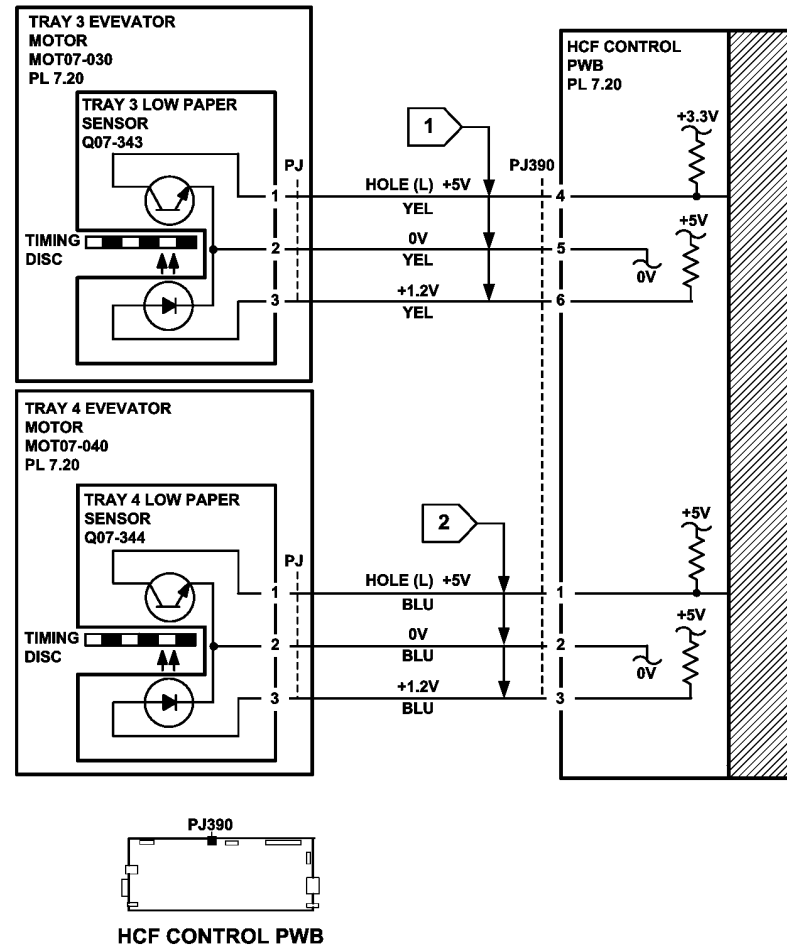 TRAY 3 EVEVATOR
MOTOR
MOT07-030
PL 7.20
TRAY 3 LOW PAPER
SENSOR
Q07-343
TIMING
DISC
PJ
1
2
3
1
HOLE (L) +5V
YEL
0V
YEL
+1.2V
YEL
PJ390
4
5
6
HCF CONTROL
PWB
PL 7.20
+3.3V
+5V
0V
TRAY 4 EVEVATOR
MOTOR
MOT07-040
PL 7.20
TRAY 4 LOW PAPER
SENSOR
Q07-344
TIMING
DISC
PJ
1
2
3
2
HOLE (L) +5V
BLU
0V
BLU
+1.2V
BLU
1
2
3
+5V
+5V
0V
PJ390
HCF CONTROL PWB